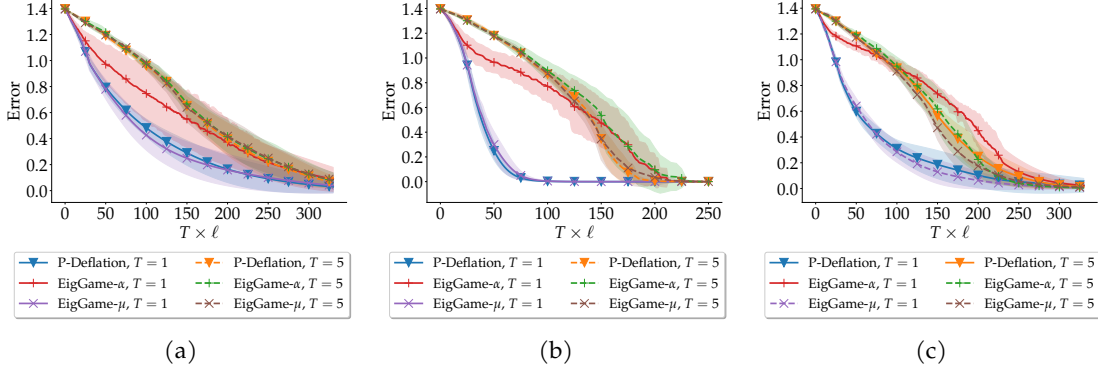 1.4
1.2
1.0
0.8
0.6
0.4
0.2
0.0
Error
0 50 100 150 200 250 300
T × ℓ
P-Deflation, T = 1 P-Deflation, T = 5
EigGame-α, T = 1 EigGame-α, T = 5
EigGame-μ, T = 1 EigGame-μ, T = 5
(a)
1.4
1.2
1.0
0.8
0.6
0.4
0.2
0.0
Error
0 50 100 150 200 250
T × ℓ
P-Deflation, T = 1 P-Deflation, T = 5
EigGame-α, T = 1 EigGame-α, T = 5
EigGame-μ, T = 1 EigGame-μ, T = 5
(b)
1.4
1.2
1.0
0.8
0.6
0.4
0.2
0.0
Error
0 50 100 150 200 250 300
T × ℓ
P-Deflation, T = 1 P-Deflation, T = 5
EigGame-α, T = 1 EigGame-α, T = 5
EigGame-μ, T = 1 EigGame-μ, T = 5
(c)